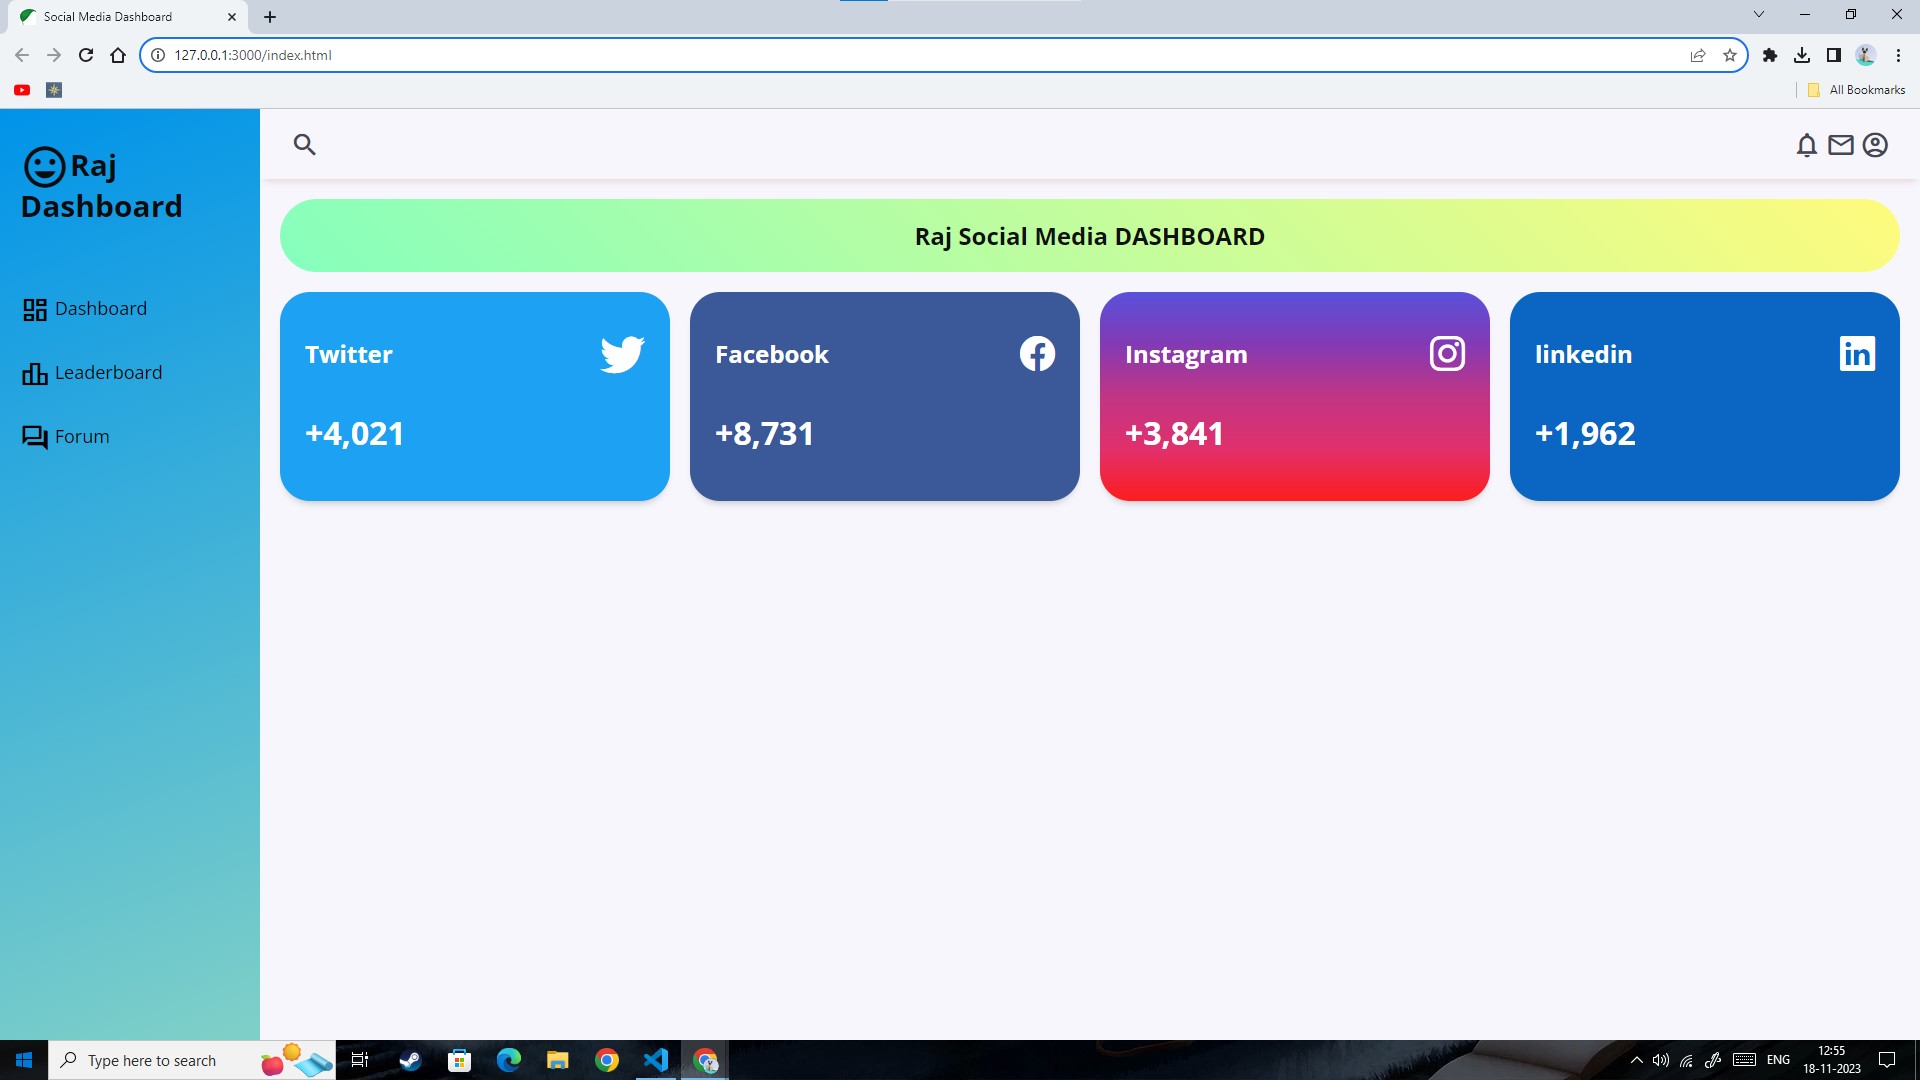 Social Media Dashboard
127.0.0.1:3000/index.html
All Bookmarks
Raj
Dashboard
Dashboard
Leaderboard
Forum
Raj Social Media DASHBOARD
Twitter
+4,021
Facebook
+8,731
Instagram
+3,841
linkedin
in
+1,962
Type here to search
ENG
12:55
18-11-2023